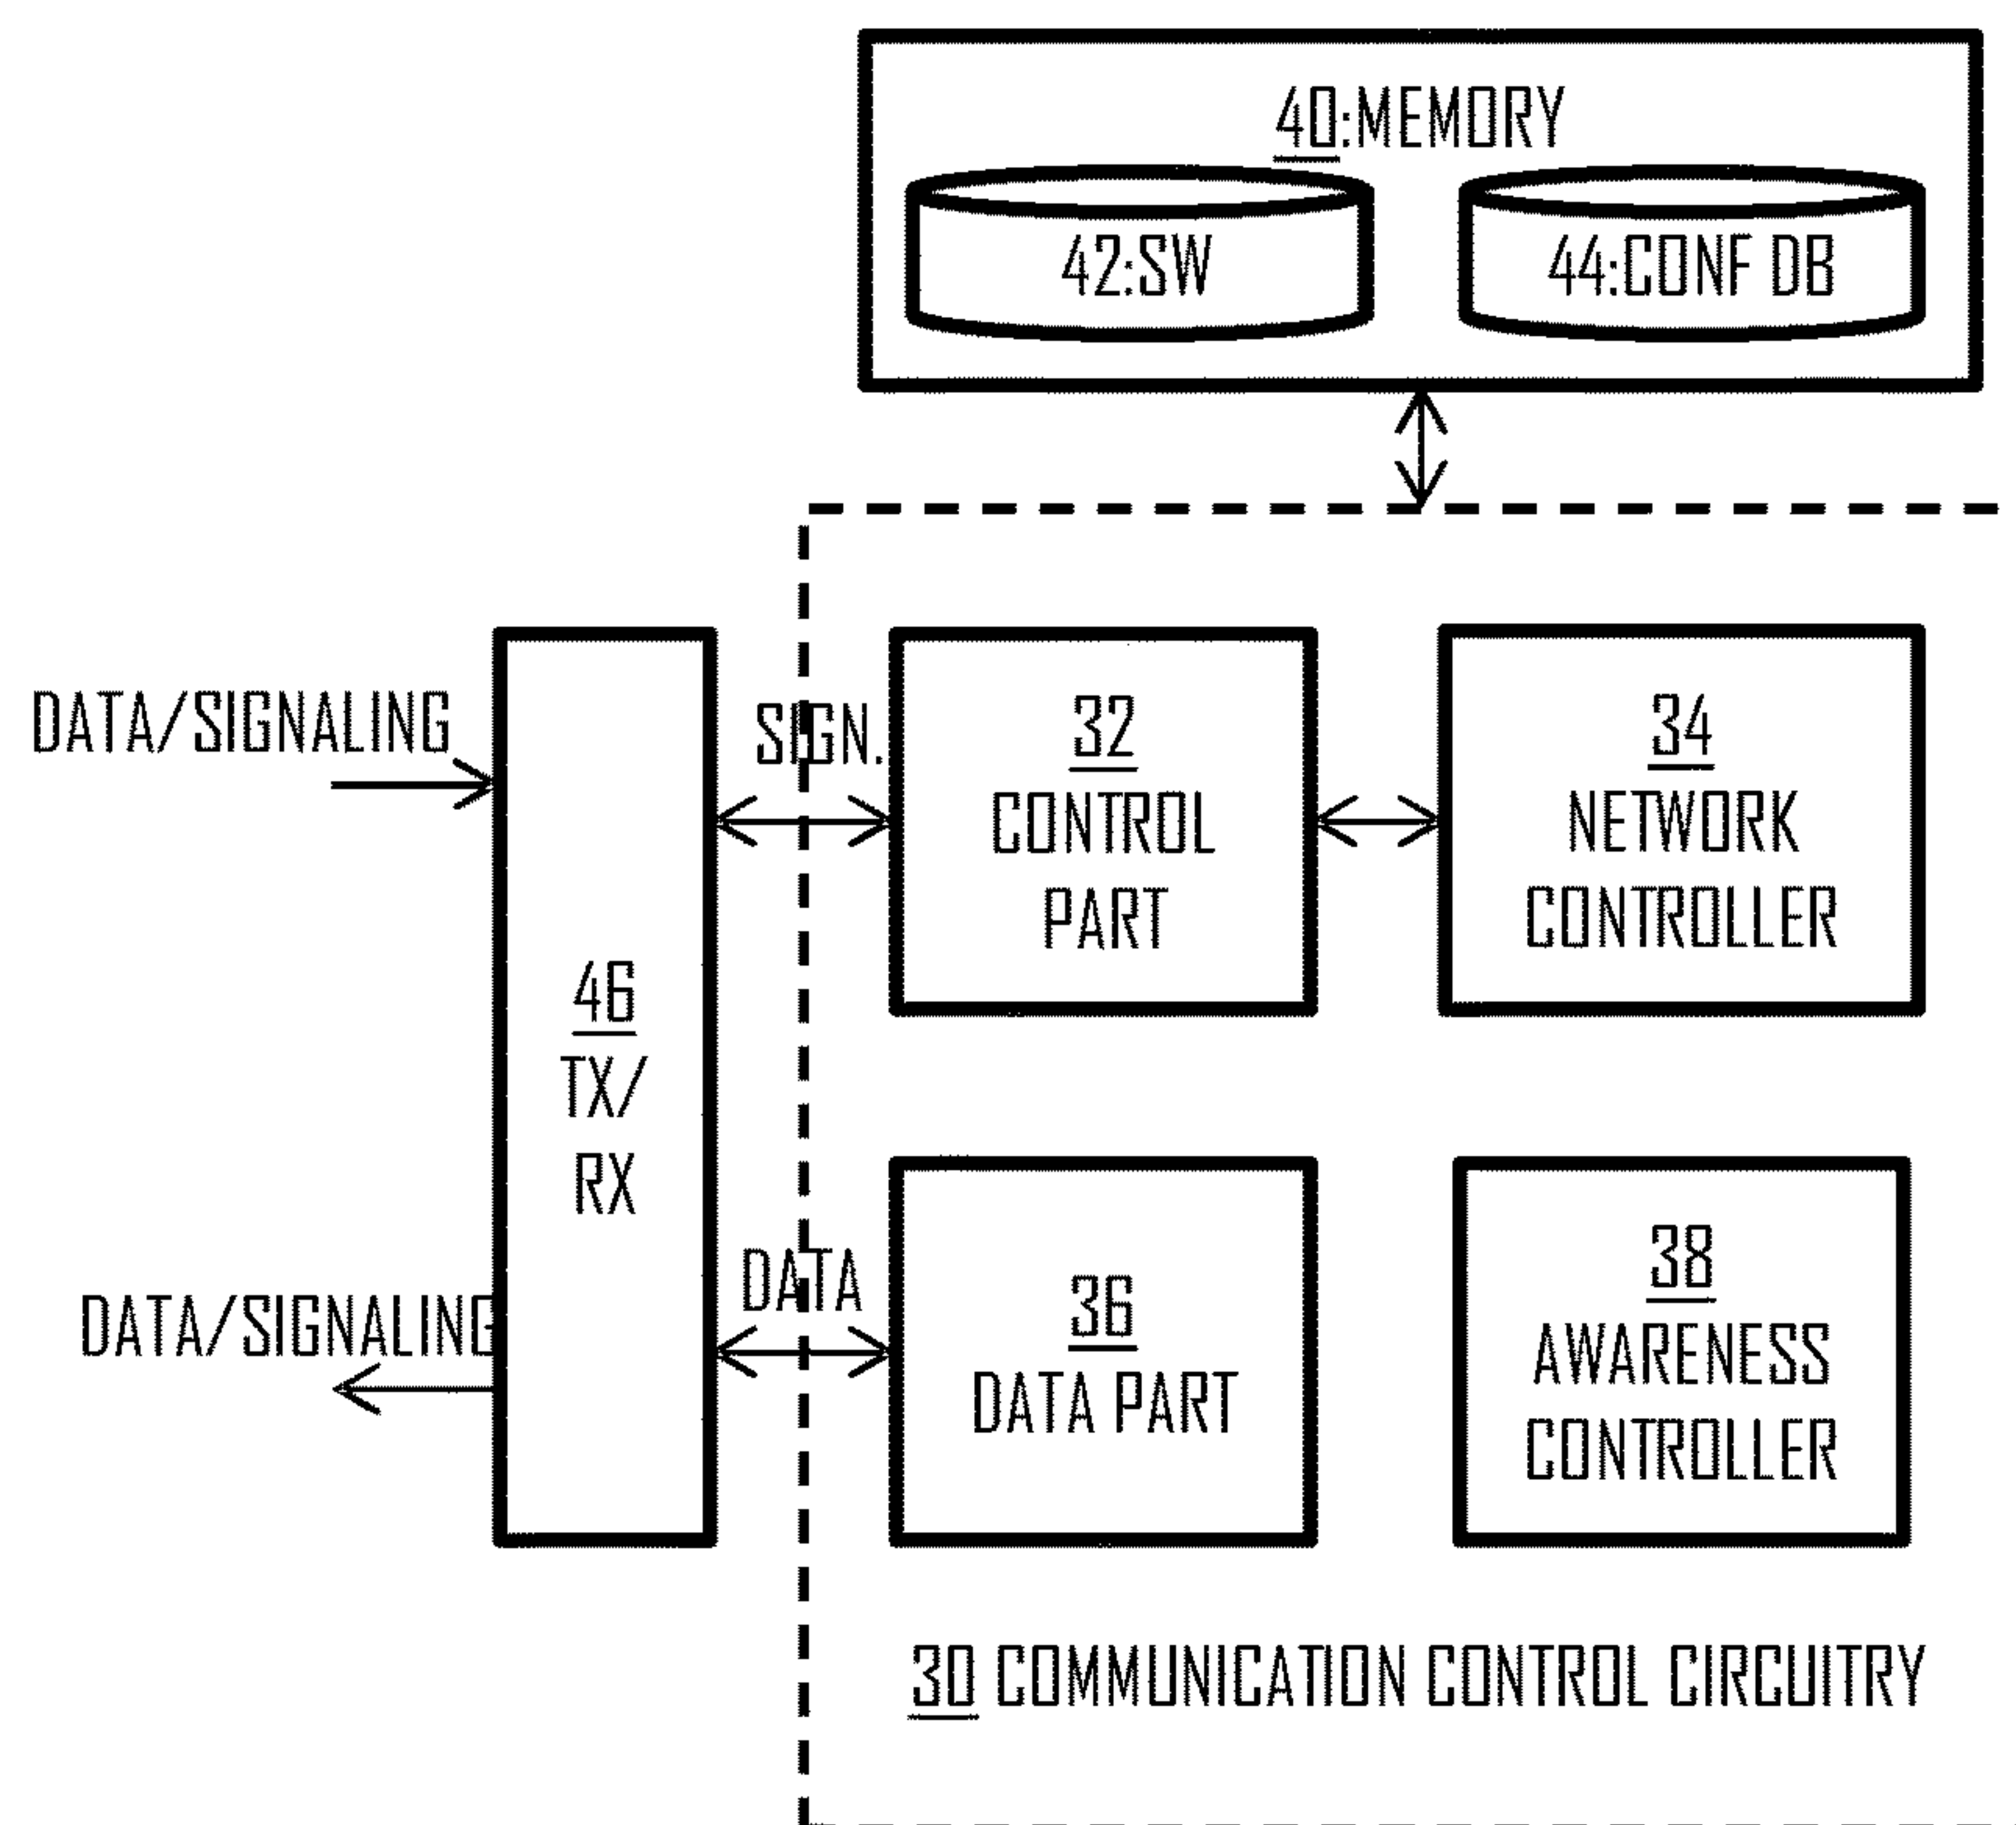 40:MEMORY
42:SW
44:CONF DB
DATA/SIGNALING
SIGN.
32
CONTROL
PART
34
NETWORK
CONTROLLER
46
TX/
RX
DATA/SIGNALING
DATA
36
DATA PART
38
AWARENESS
CONTROLLER
30 COMMUNICATION CONTROL CIRCUITRY